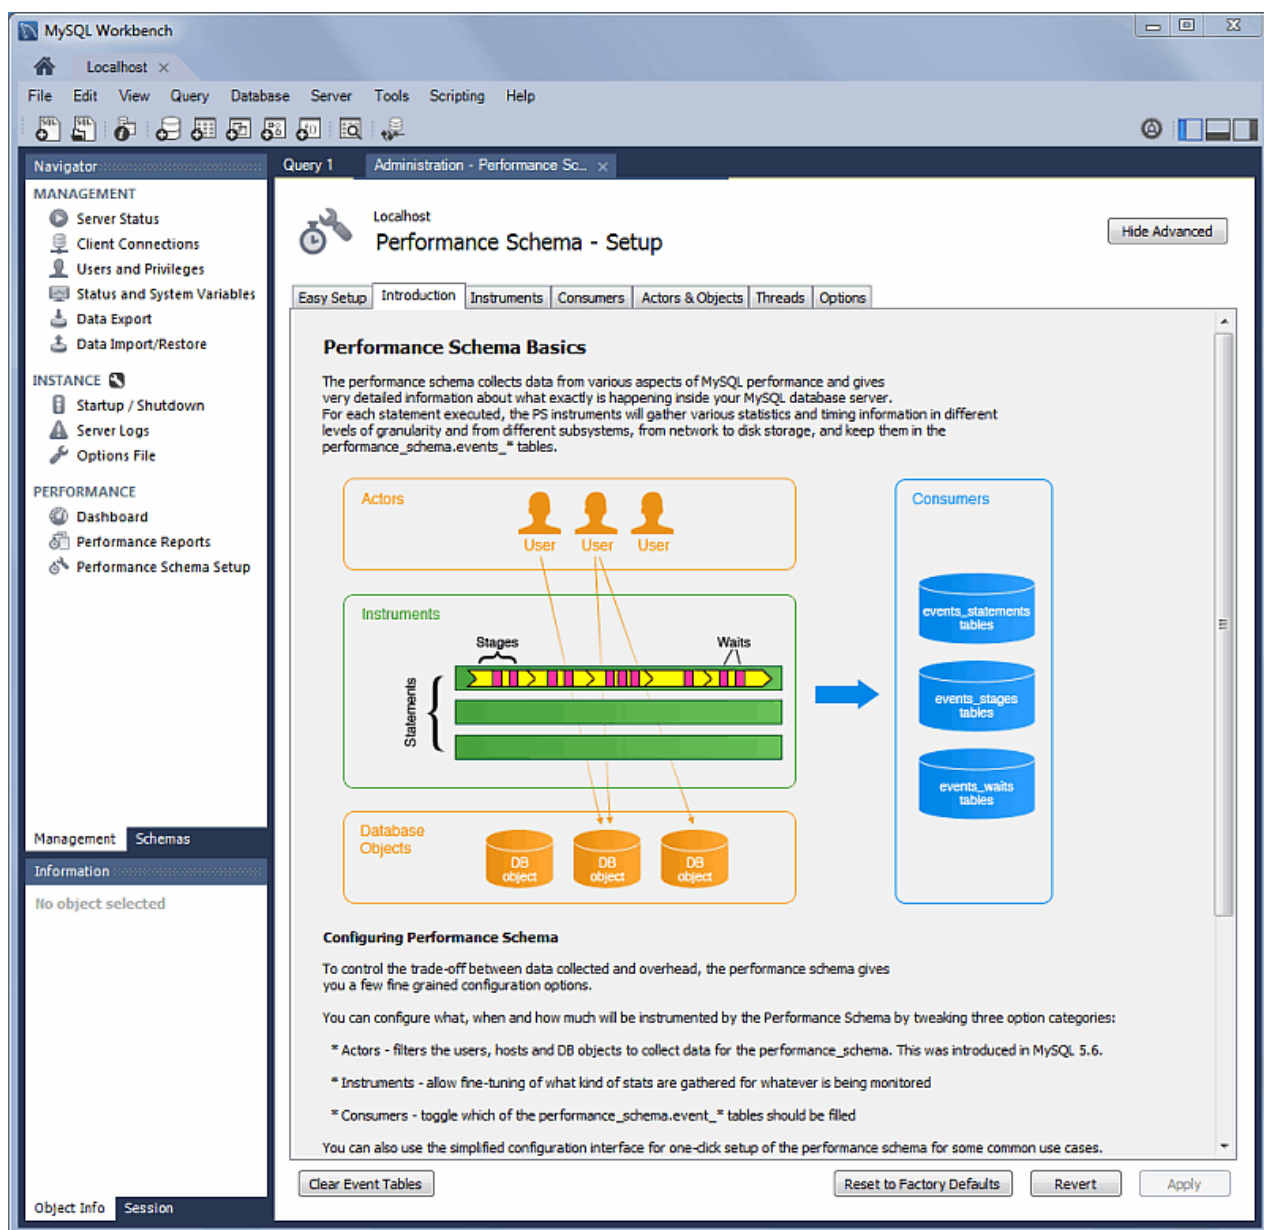 MySQL Workbench
Localhost
File Edit View Query Database Server Tools Scripting Help
Navigator
MANAGEMENT
Server Status
Client Connections
Users and Privileges
Status and System Variables
Data Export
Data Import/Restore
INSTANCE
Startup / Shutdown
Server Logs
Options File
PERFORMANCE
Dashboard
Performance Reports
Performance Schema Setup
Management Schemas
Information
No object selected
Object Info Session
Query 1 Administration - Performance Sc...
Localhost
Performance Schema - Setup
Hide Advanced
Easy Setup Introduction Instruments Consumers Actors & Objects Threads Options
Performance Schema Basics
The performance schema collects data from various aspects of MySQL performance and gives
very detailed information about what exactly is happening inside your MySQL database server.
For each statement executed, the PS instruments will gather various statistics and timing information in different
levels of granularity and from different subsystems, from network to disk storage, and keep them in the
performance_schema.events_* tables.
Actors
User User User
Instruments
Stages
Waits
Statements
Database
Objects
DB
object
DB
object
DB
object
Consumers
events_statements
tables
events_stages
tables
events_waits
tables
Configuring Performance Schema
To control the trade-off between data collected and overhead, the performance schema gives
you a few fine grained configuration options.
You can configure what, when and how much will be instrumented by the Performance Schema by tweaking three option categories:
* Actors - filters the users, hosts and DB objects to collect data for the performance_schema. This was introduced in MySQL 5.6.
* Instruments - allow fine-tuning of what kind of stats are gathered for whatever is being monitored
* Consumers - toggle which of the performance_schema.event_* tables should be filled
You can also use the simplified configuration interface for one-click setup of the performance schema for some common use cases.
Clear Event Tables
Reset to Factory Defaults
Revert
Apply